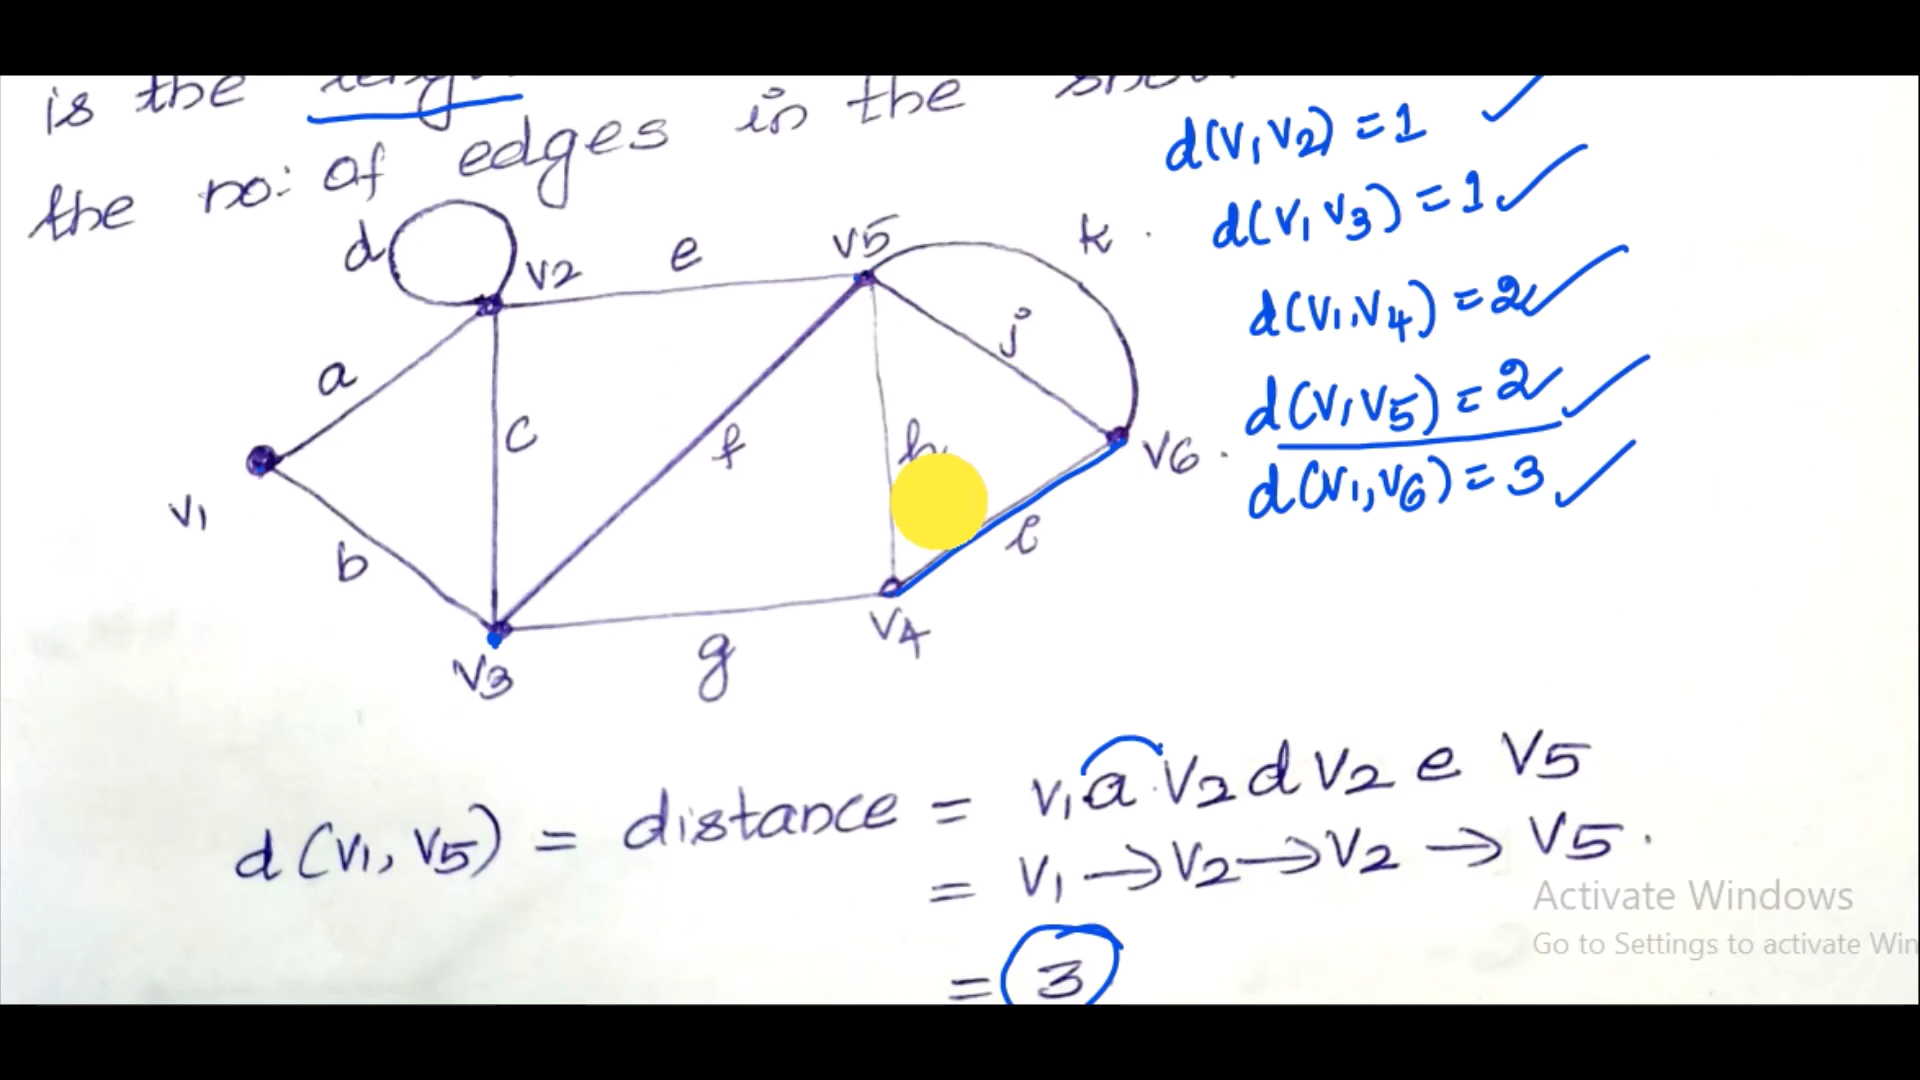 is the
the no: of edges in the
d(v1 v2) = 1
d(v1 v3) = 1
d(v1,v4) = 2
d(v1,v5) = 2
d(v1,v6) = 3
d
v2
e
v5
k
a
c
f
j
v6
v1
b
l
v3
g
v4
d(v1, v5) = distance = v1 a v2 d v2 e v5
= v1 → v2 → v2 → v5.
= 3
Activate Windows
Go to Settings to activate Win